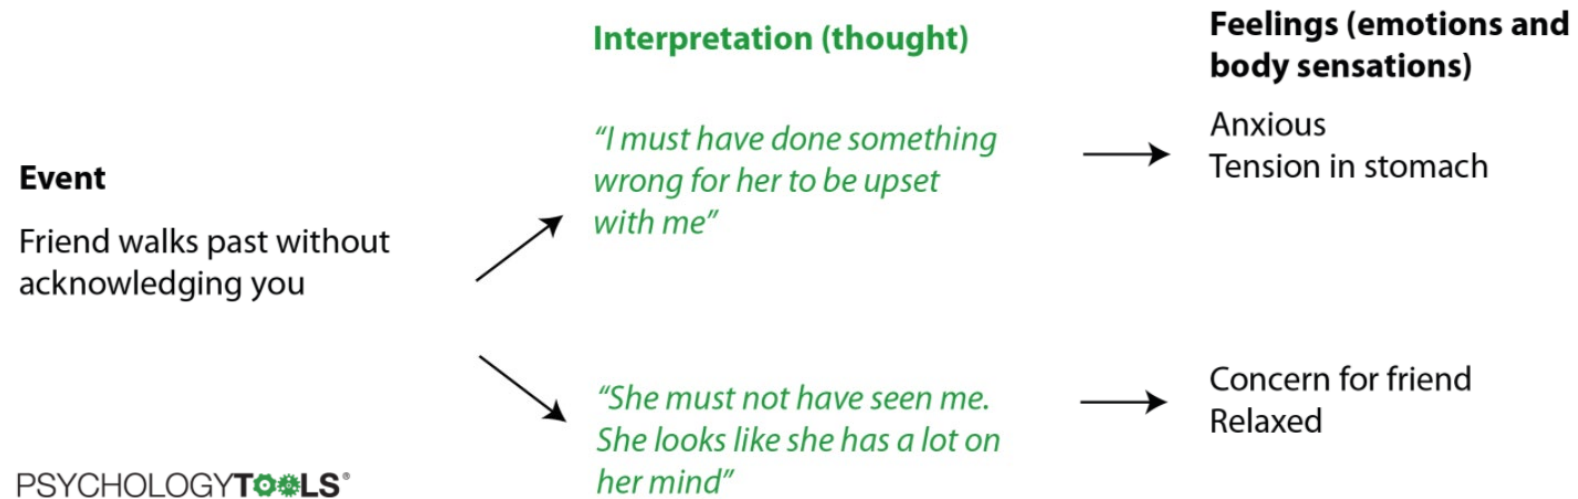 Event
Friend walks past without
acknowledging you
Interpretation (thought)
“I must have done something
wrong for her to be upset
with me”
“She must not have seen me.
She looks like she has a lot on
her mind”
Feelings (emotions and
body sensations)
Anxious
Tension in stomach
Concern for friend
Relaxed
PSYCHOLOGYTOOLS®